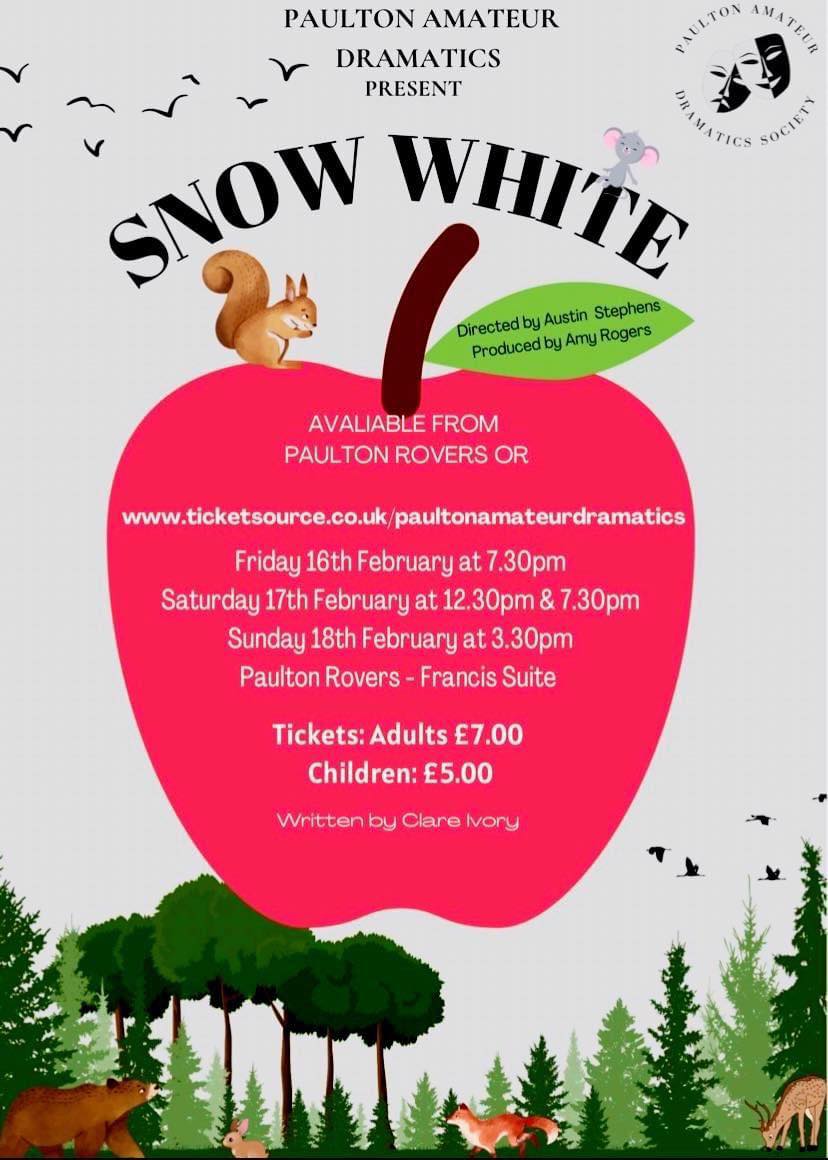 PAULTON AMATEUR
DRAMATICS
PRESENT
PAULTON AMATEUR
DRAMATICS SOCIETY
SNOW WHITE
Directed by Austin Stephens
Produced by Amy Rogers
AVALIABLE FROM
PAULTON ROVERS OR
www.ticketsource.co.uk/paultonamateurdramatics
Friday 16th February at 7.30pm
Saturday 17th February at 12.30pm & 7.30pm
Sunday 18th February at 3.30pm
Paulton Rovers - Francis Suite
Tickets: Adults £7.00
Children: £5.00
Written by Clare Ivory